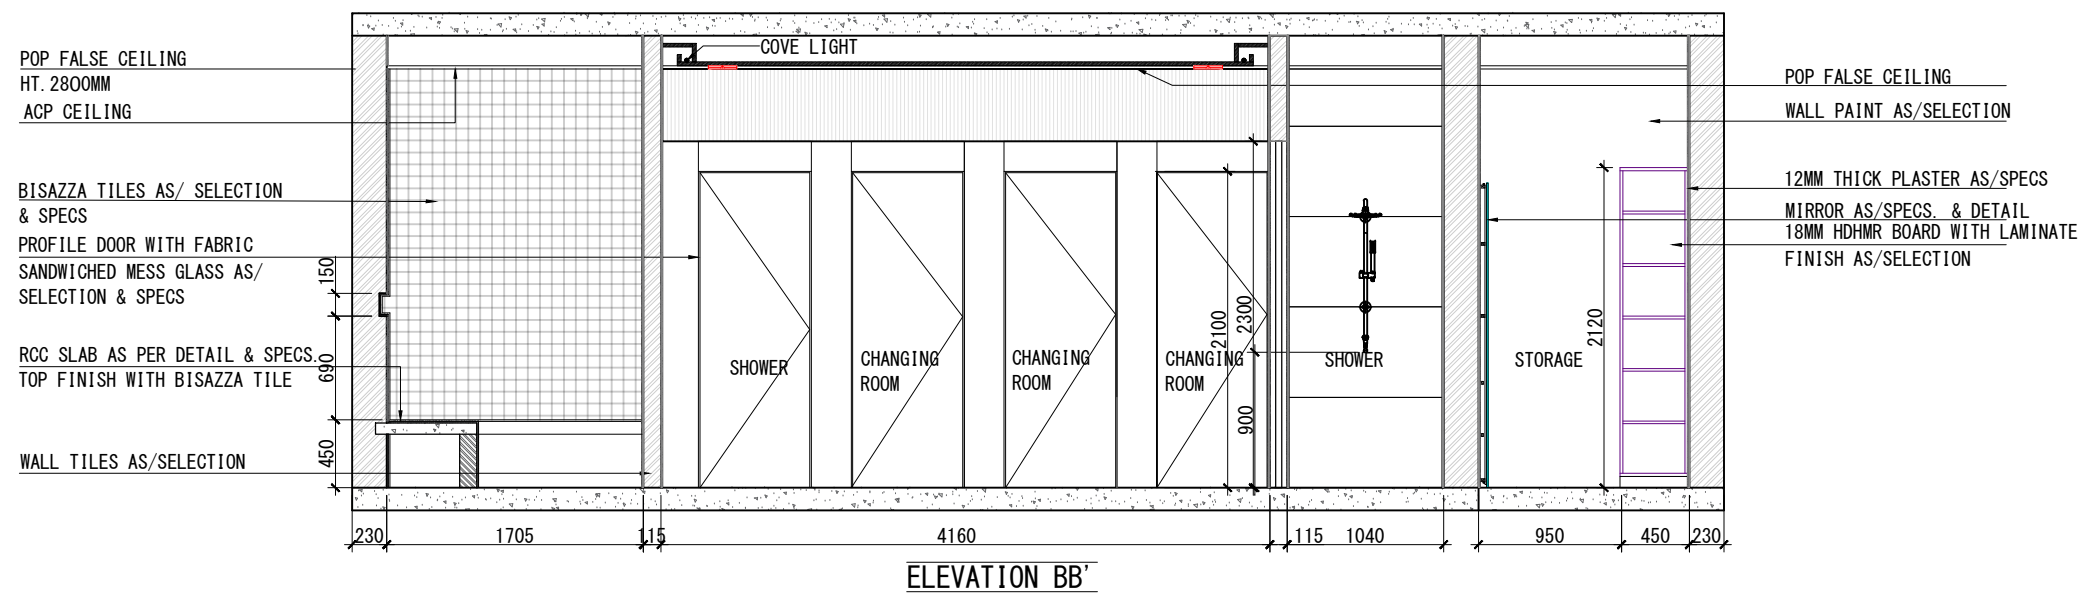 COVE LIGHT
POP FALSE CEILING
HT.2800MM
ACP CEILING
BISAZZA TILES AS/ SELECTION
& SPECS
PROFILE DOOR WITH FABRIC
SANDWICHED MESS GLASS AS/
SELECTION & SPECS
150
RCC SLAB AS PER DETAIL & SPECS.
TOP FINISH WITH BISAZZA TILE
690
450
WALL TILES AS/SELECTION
SHOWER
CHANGING
ROOM
CHANGING
ROOM
CHANGING
ROOM
2100
2300
900
SHOWER
STORAGE
2120
POP FALSE CEILING
WALL PAINT AS/SELECTION
12MM THICK PLASTER AS/SPECS
MIRROR AS/SPECS. & DETAIL
18MM HDHMR BOARD WITH LAMINATE
FINISH AS/SELECTION
230 1705 115 4160 115 1040 950 450 230
ELEVATION BB'